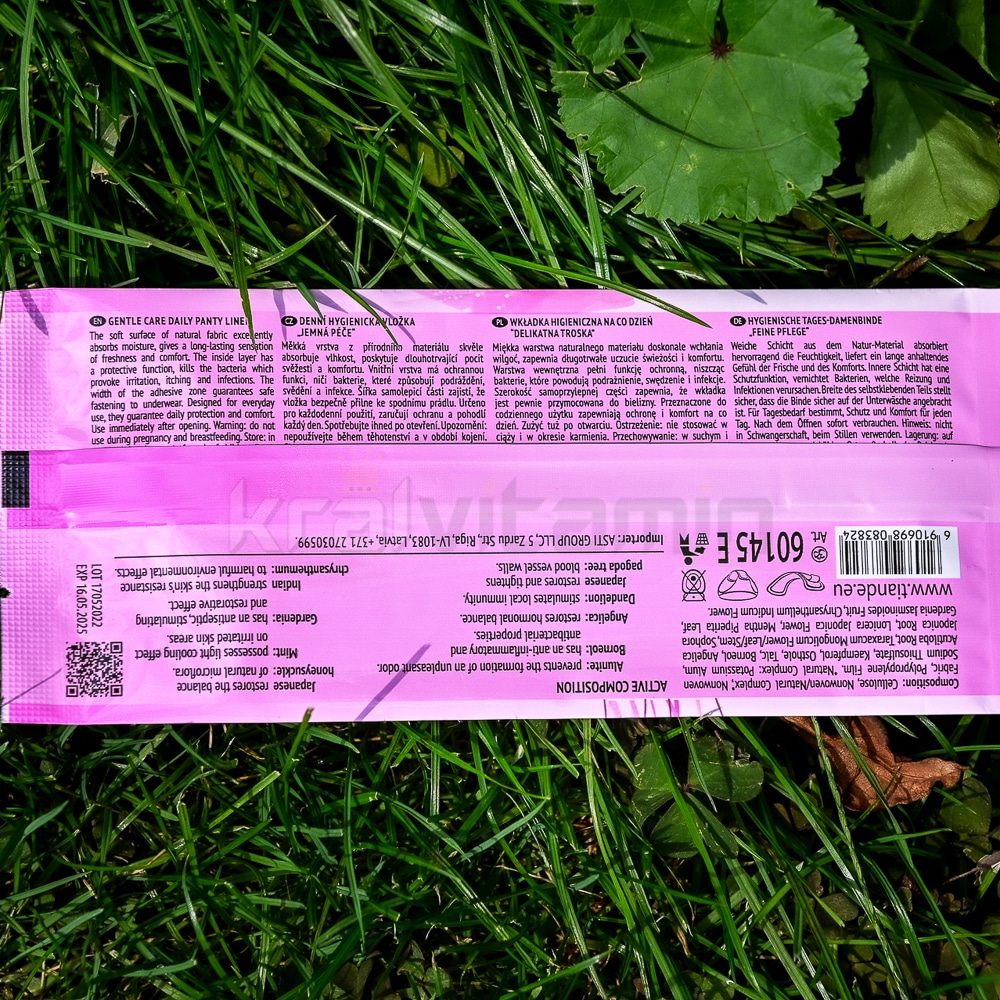 EN GENTLE CARE DAILY PANTY LINER
The soft surface of natural fabric excellently
absorbs moisture, gives a long-lasting sensation
of freshness and comfort. The inside layer has
a protective function, kills the bacteria which
provoke irritation, itching and infections. The
width of the adhesive zone guarantees safe
fastening to underwear. Designed for everyday
use, they guarantee daily protection and comfort.
Use immediately after opening. Warning: do not
use during pregnancy and breastfeeding. Store: in
CZ DENNÍ HYGIENICKÁ VLOŽKA
„JEMNÁ PÉČE"
Měkká vrstva z přírodního materiálu skvěle
absorbuje vlhkost, poskytuje dlouhotrvající pocit
svěžesti a komfortu. Vnitřní vrstva má ochrannou
funkci, ničí bakterie, které způsobují podráždění,
svědění a infekce. Šířka samolepicí části zajistí, že
vložka bezpečně přilne ke spodnímu prádlu. Určeno
pro každodenní použití, zaručují ochranu a pohodlí
každý den. Spotřebujte ihned po otevření. Upozornění:
nepoužívejte během těhotenství a v období kojení.
PL WKŁADKA HIGIENICZNA NA CO DZIEŃ
„DELIKATNA TROSKA"
Miękka warstwa naturalnego materiału doskonale wchłania
wilgoć, zapewnia długotrwałe uczucie świeżości i komfortu.
Warstwa wewnętrzna pełni funkcję ochronną, niszcząc
bakterie, które powodują podrażnienie, swędzenie i infekcje.
Szerokość samoprzylepnej części zapewnia, że wkładka
jest pewnie przymocowana do bielizny. Przeznaczone do
codziennego użytku zapewniają ochronę i komfort na co
dzień. Zużyć tuż po otwarciu. Ostrzeżenie: nie stosować w
ciąży i w okresie karmienia. Przechowywanie: w suchym i
DE HYGIENISCHE TAGES-DAMENBINDE
„FEINE PFLEGE"
Weiche Schicht aus dem Natur-Material absorbiert
hervorragend die Feuchtigkeit, liefert ein lange anhaltendes
Gefühl der Frische und des Komforts. Innere Schicht hat eine
Schutzfunktion, vernichtet Bakterien, welche Reizung und
Infektionen verursachen. Breite des selbstklebenden Teils stellt
sicher, dass die Binde sicher auf der Unterwäsche angebracht
ist. Für Tagesbedarf bestimmt, Schutz und Komfort für jeden
Tag. Nach dem Öffnen sofort verbrauchen. Hinweis: nicht
in Schwangerschaft, beim Stillen verwenden. Lagerung: auf
kralvitamin
Composition: Cellulose, Nonwoven/Natural Nonwoven
Fabric, Polypropylene Film, "Natural Complex" Nonwoven
Sodium Thiosulfate, Talc, Borneol, Angelica
Root, Lonicera Japonica Flower, Mentha Piperita Leaf,
Taraxacum Mongolicum Flower/Leaf/Stem, Sophora
Gardenia Jasminoides Fruit, Chrysanthellum Indicum Flower.
www.tiande.eu
6 910698 083824
Art. 60145 E
ACTIVE COMPOSITION
Alunite: prevents the formation of an unpleasant odor.
Borneol: has an anti-inflammatory and
antibacterial properties.
Angelica: restores hormonal balance.
Dandelion: stimulates local immunity.
Japanese pagoda tree: restores and tightens
blood vessel walls.
Japanese honeysuckle: restores the balance
of natural microflora.
Mint: possesses light cooling effect
on irritated skin areas.
Gardenia: has an antiseptic, stimulating
and restorative effect.
Indian chrysanthemum: strengthens the skin's resistance
to harmful environmental effects.
Importer: ASTI GROUP LLC, 5 Zardu Str., Riga, LV-1083, Latvia, +371 27030599.
LOT 17052022
EXP 16.05.2025